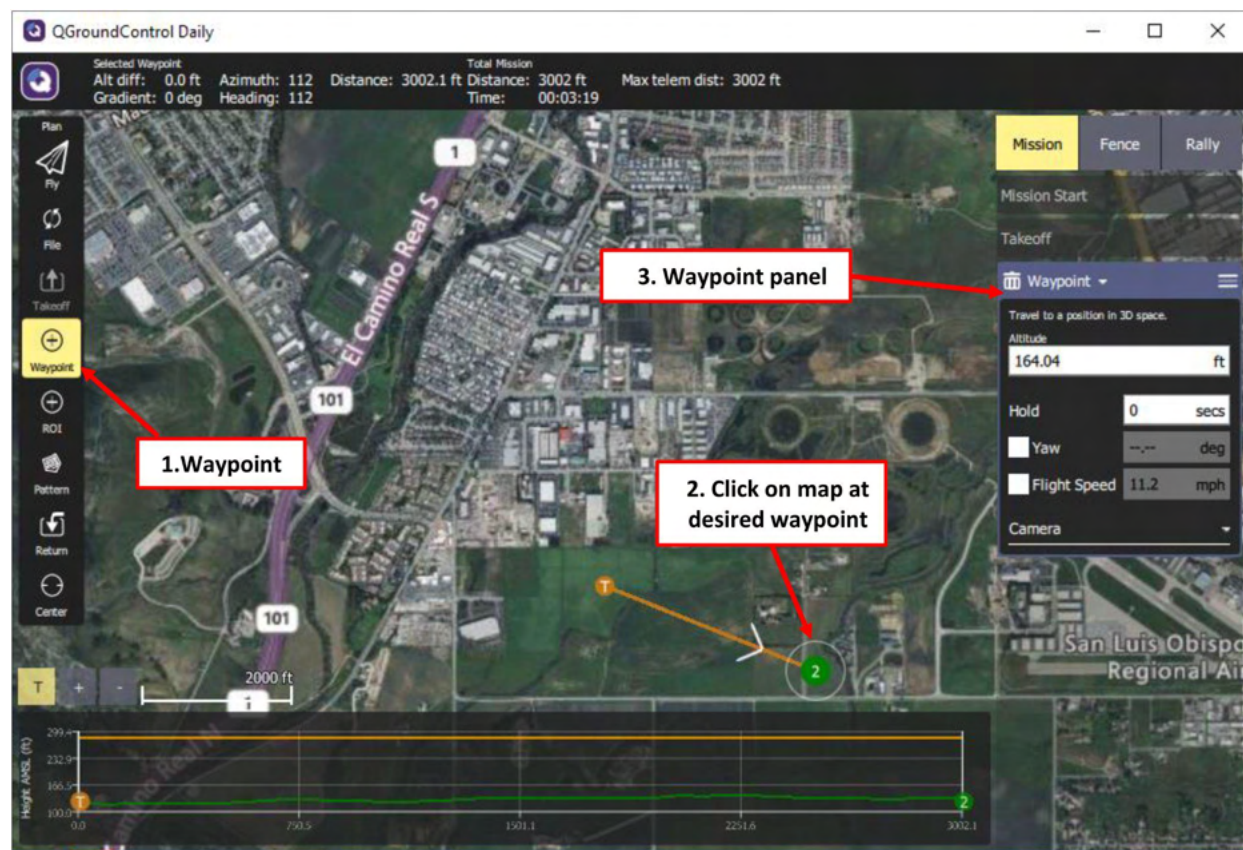 QGroundControl Daily
Selected Waypoint
Alt diff: 0.0 ft Azimuth: 112 Distance: 3002.1 ft
Gradient: 0 deg Heading: 112
Total Mission
Distance: 3002 ft Max telem dist: 3002 ft
Time: 00:03:19
Plan
Fly
File
Takeoff
Waypoint
ROI
Pattern
Return
Center
1
El Camino Real S
101
101
1
1.Waypoint
2. Click on map at
desired waypoint
3. Waypoint panel
T
2
Mission Fence Rally
Mission Start
Takeoff
Waypoint
Travel to a position in 3D space.
Altitude
164.04 ft
Hold 0 secs
Yaw --.-- deg
Flight Speed 11.2 mph
Camera
San Luis Obispo
Regional Air
T + -
2000 ft
Height AMSL (ft)
299.4
232.9
166.5
100.0
T
2
0.0 750.5 1501.1 2251.6 3002.1
Camino Real N